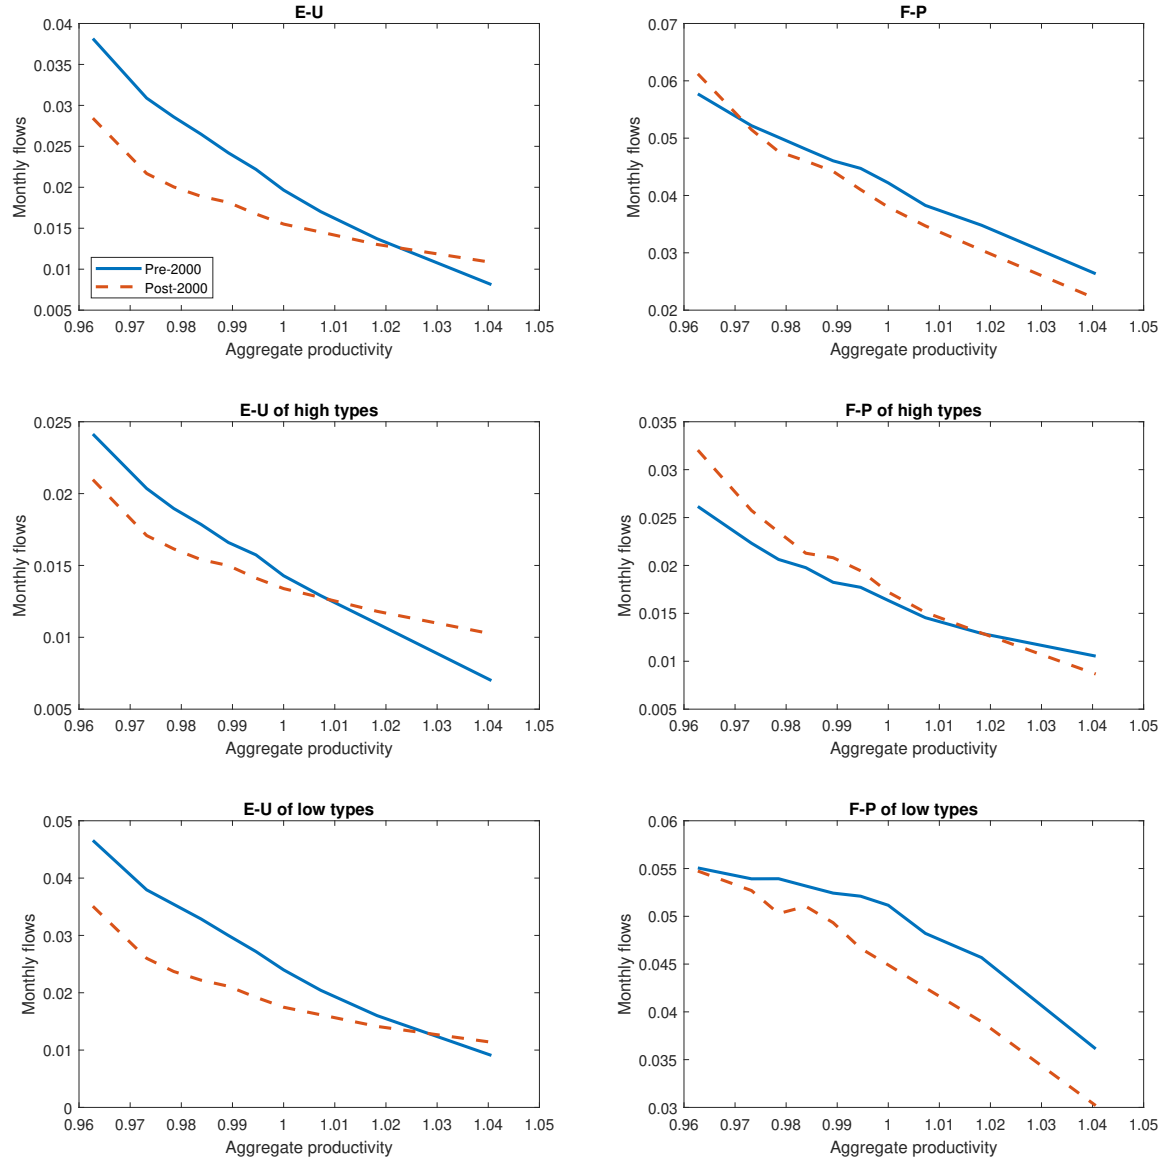 E-U
0.04
0.035
0.03
0.025
0.02
0.015
0.01
0.005
Monthly flows
Pre-2000
Post-2000
0.96 0.97 0.98 0.99 1 1.01 1.02 1.03 1.04 1.05
Aggregate productivity
F-P
0.07
0.06
0.05
0.04
0.03
0.02
Monthly flows
0.96 0.97 0.98 0.99 1 1.01 1.02 1.03 1.04 1.05
Aggregate productivity
E-U of high types
0.025
0.02
0.015
0.01
0.005
Monthly flows
0.96 0.97 0.98 0.99 1 1.01 1.02 1.03 1.04 1.05
Aggregate productivity
F-P of high types
0.035
0.03
0.025
0.02
0.015
0.01
0.005
Monthly flows
0.96 0.97 0.98 0.99 1 1.01 1.02 1.03 1.04 1.05
Aggregate productivity
E-U of low types
0.05
0.04
0.03
0.02
0.01
0
Monthly flows
0.96 0.97 0.98 0.99 1 1.01 1.02 1.03 1.04 1.05
Aggregate productivity
F-P of low types
0.06
0.055
0.05
0.045
0.04
0.035
0.03
Monthly flows
0.96 0.97 0.98 0.99 1 1.01 1.02 1.03 1.04 1.05
Aggregate productivity